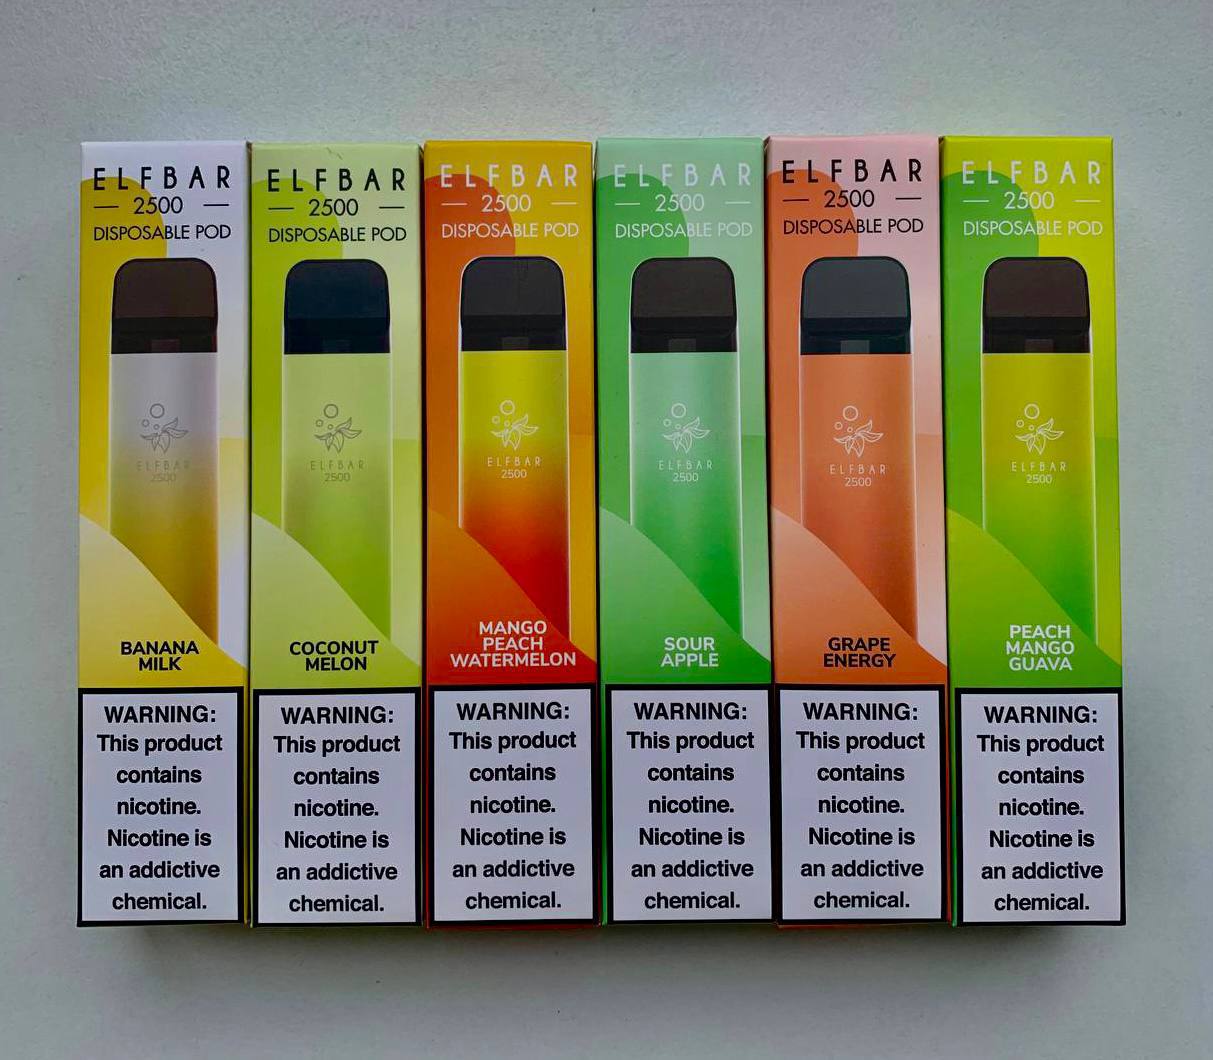 ELFBAR
2500
DISPOSABLE POD
ELFBAR
2500
BANANA
MILK
WARNING:
This product
contains
nicotine.
Nicotine is
an addictive
chemical.
ELFBAR
2500
DISPOSABLE POD
ELFBAR
2500
COCONUT
MELON
WARNING:
This product
contains
nicotine.
Nicotine is
an addictive
chemical.
ELFBAR
2500
DISPOSABLE POD
ELFBAR
2500
MANGO
PEACH
WATERMELON
WARNING:
This product
contains
nicotine.
Nicotine is
an addictive
chemical.
ELFBAR
2500
DISPOSABLE POD
ELFBAR
2500
SOUR
APPLE
WARNING:
This product
contains
nicotine.
Nicotine is
an addictive
chemical.
ELFBAR
2500
DISPOSABLE POD
ELFBAR
2500
GRAPE
ENERGY
WARNING:
This product
contains
nicotine.
Nicotine is
an addictive
chemical.
ELFBAR
2500
DISPOSABLE POD
ELFBAR
2500
PEACH
MANGO
GUAVA
WARNING:
This product
contains
nicotine.
Nicotine is
an addictive
chemical.